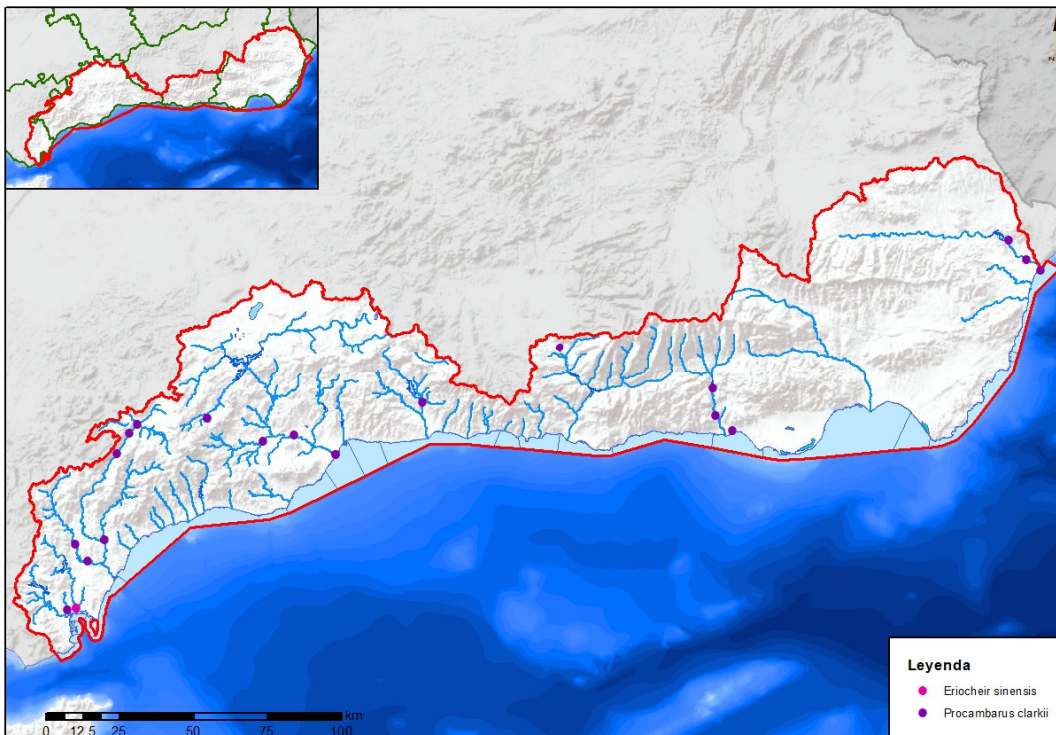 Leyenda
Eriocheir sinensis
Procambarus clarkii
km
0 12,5 25 50 75 100